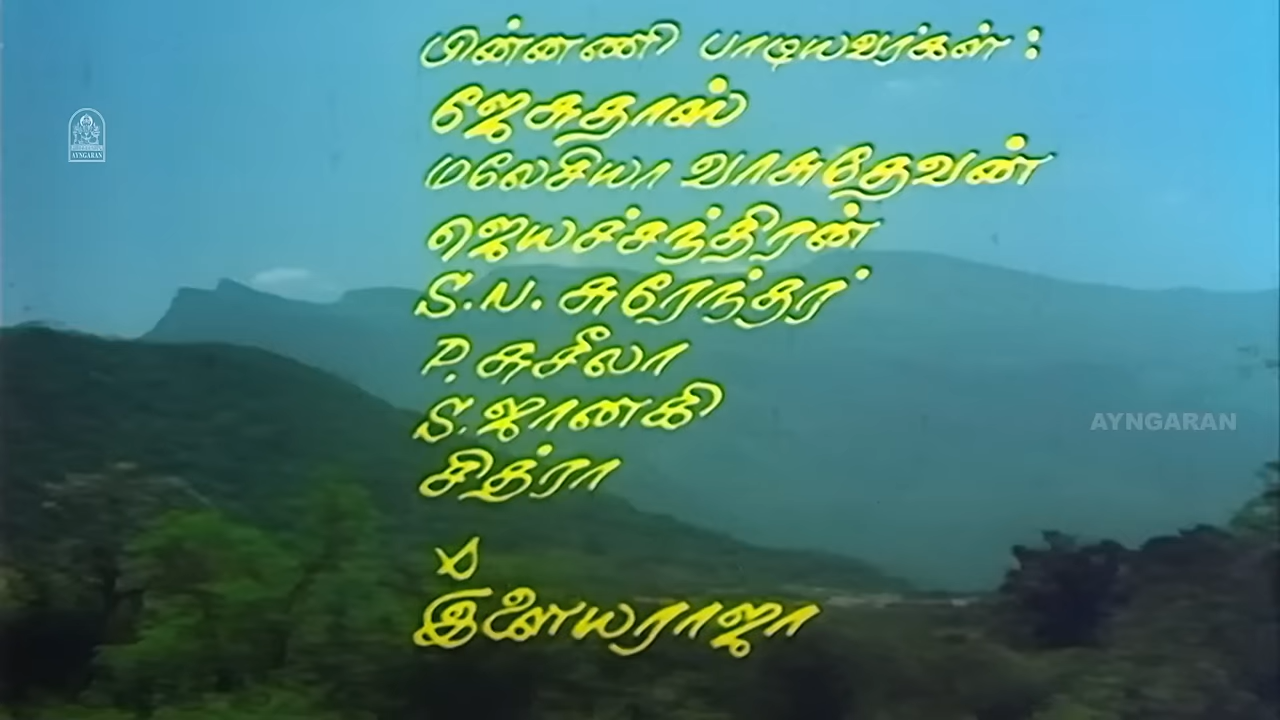 பின்னணி பாடியவர்கள் :
ஜேசுதாஸ்
மலேசியா வாசுதேவன்
ஜெயச்சந்திரன்
S.N. சுரேந்தர்
P. சுசீலா
S. ஜானகி
சித்ரா
&
இளையராஜா
AYNGARAN
AYNGARAN